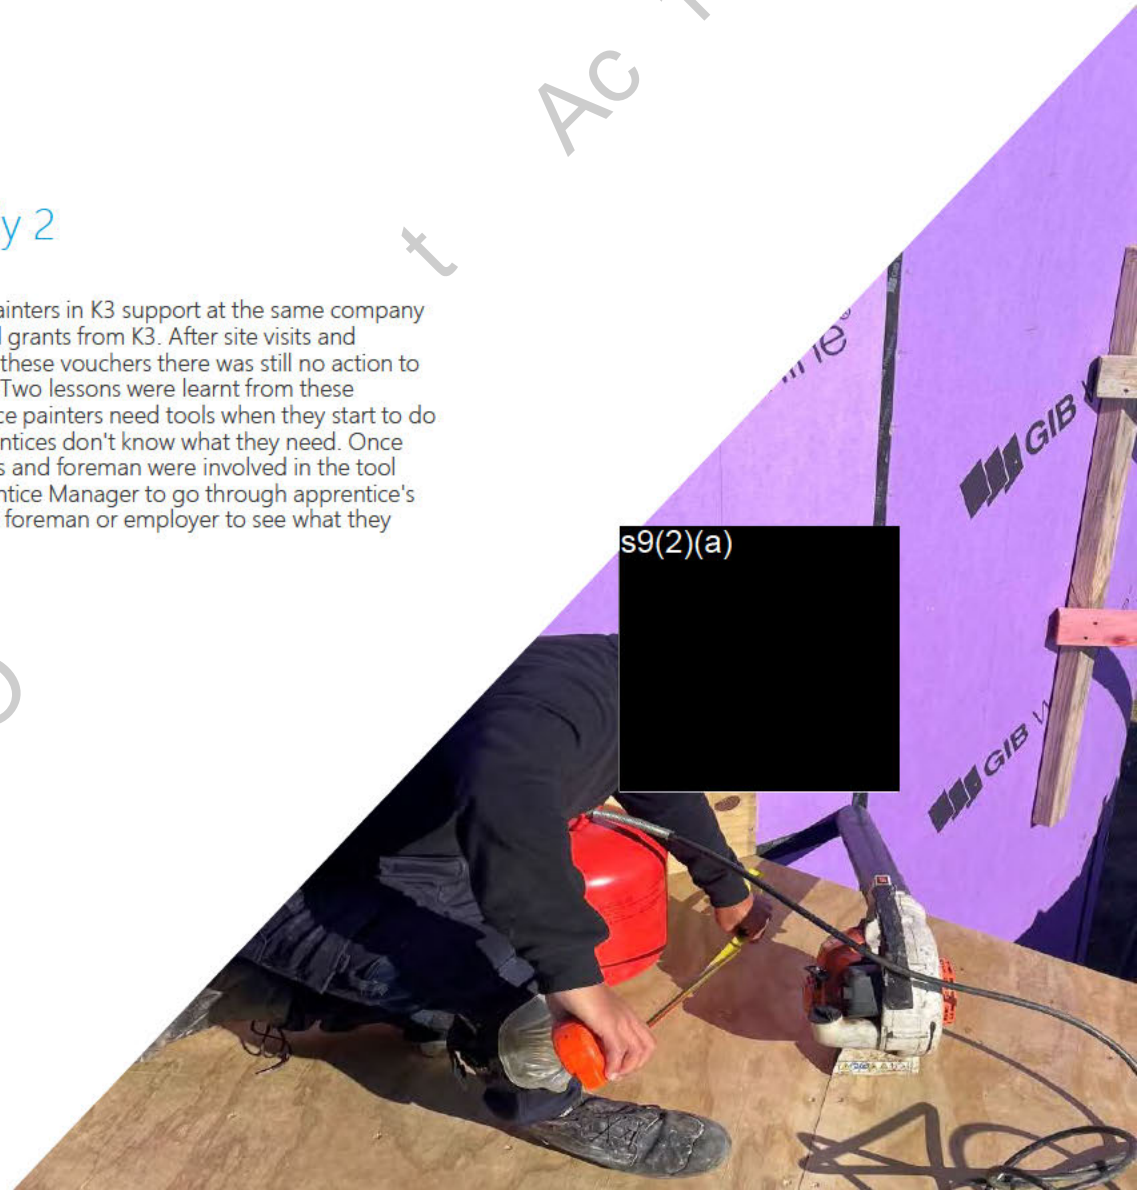 y 2
ainters in K3 support at the same company
grants from K3. After site visits and
these vouchers there was still no action to
Two lessons were learnt from these
ce painters need tools when they start to do
ntices don't know what they need. Once
s and foreman were involved in the tool
ntice Manager to go through apprentice's
foreman or employer to see what they
Ac
t
ine®
GIB
s9(2)(a)
GIB